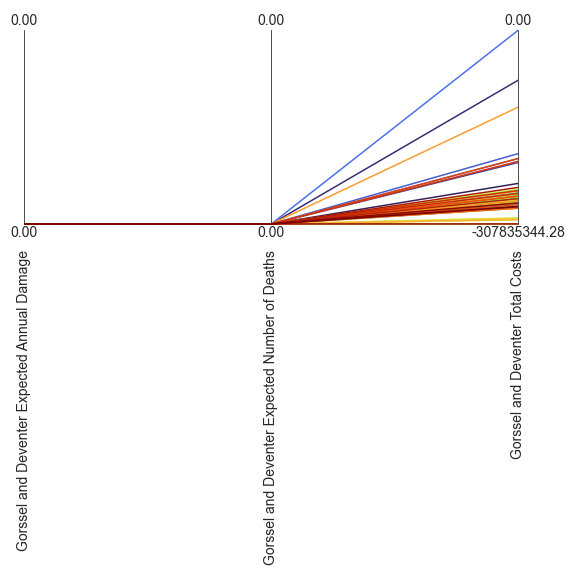 0.00
0.00
0.00
0.00
0.00
-307835344.28
Gorssel and Deventer Expected Annual Damage
Gorssel and Deventer Expected Number of Deaths
Gorssel and Deventer Total Costs